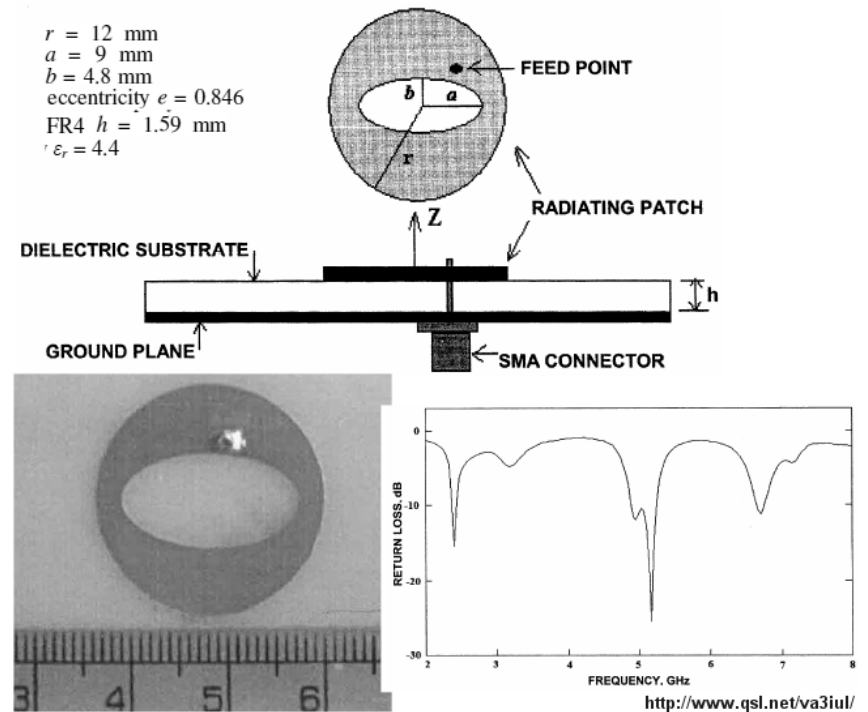 r = 12 mm
a = 9 mm
b = 4.8 mm
eccentricity e = 0.846
FR4 h = 1.59 mm
εr = 4.4
FEED POINT
b
a
r
RADIATING PATCH
Z
DIELECTRIC SUBSTRATE
h
GROUND PLANE
SMA CONNECTOR
3 4 5 6
0
-10
-20
-30
RETURN LOSS, dB
2 3 4 5 6 7 8
FREQUENCY, GHz
http://www.qsl.net/va3iul/